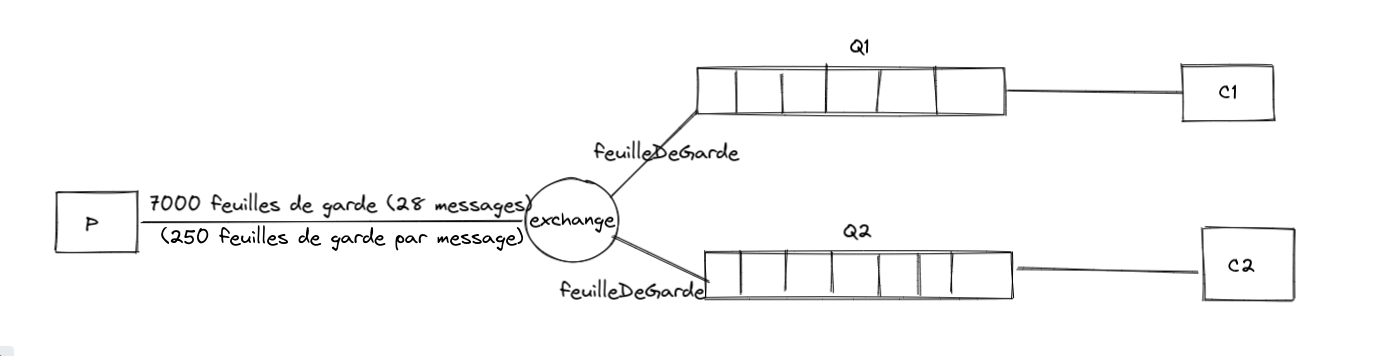 Q1
C1
feuilleDeGarde
7000 feuilles de garde (28 messages)
P
exchange
(250 feuilles de garde par message)
Q2
C2
feuilleDeGarde